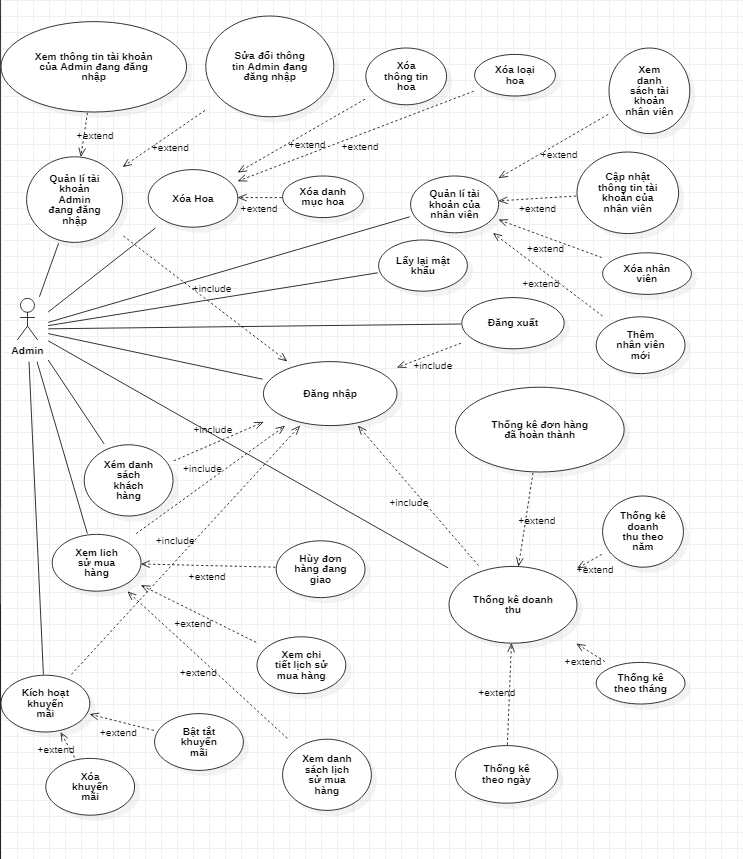 Xem thông tin tài khoản
của Admin đang đăng
nhập
Sửa đổi thông
tin Admin đang
đăng nhập
Xóa
thông tin
hoa
Xóa loại
hoa
Xem
danh
sách tài
khoản
nhân viên
+extend
+extend
+extend
+extend
+extend
Quản lí tài
khoản
Admin
đang đăng
nhập
Xóa Hoa
Xóa danh
mục hoa
+extend
Quản lí tài
khoản của
nhân viên
Cập nhật
thông tin tài
khoản của
nhân viên
+extend
+extend
Lấy lại mật
khẩu
Xóa nhân
viên
+extend
+include
Đăng xuất
Thêm
nhân viên
mới
Admin
+include
Đăng nhập
Thống kê đơn hàng
đã hoàn thành
+include
+include
Xém danh
sách
khách
hàng
+include
+extend
Thống kê
doanh
thu theo
năm
+include
Xem lich
sử mua
hàng
+extend
Hùy đơn
hàng đang
giao
+extend
Thống kê doanh
thu
+extend
Xem chi
tiết lịch sử
mua hàng
+extend
+extend
Thống kê
theo tháng
Kích hoạt
khuyến
mãi
+extend
+extend
Bật tắt
khuyến
mãi
+extend
Xóa
khuyến
mãi
Xem danh
sách lịch
sử mua
hàng
Thống kê
theo ngày